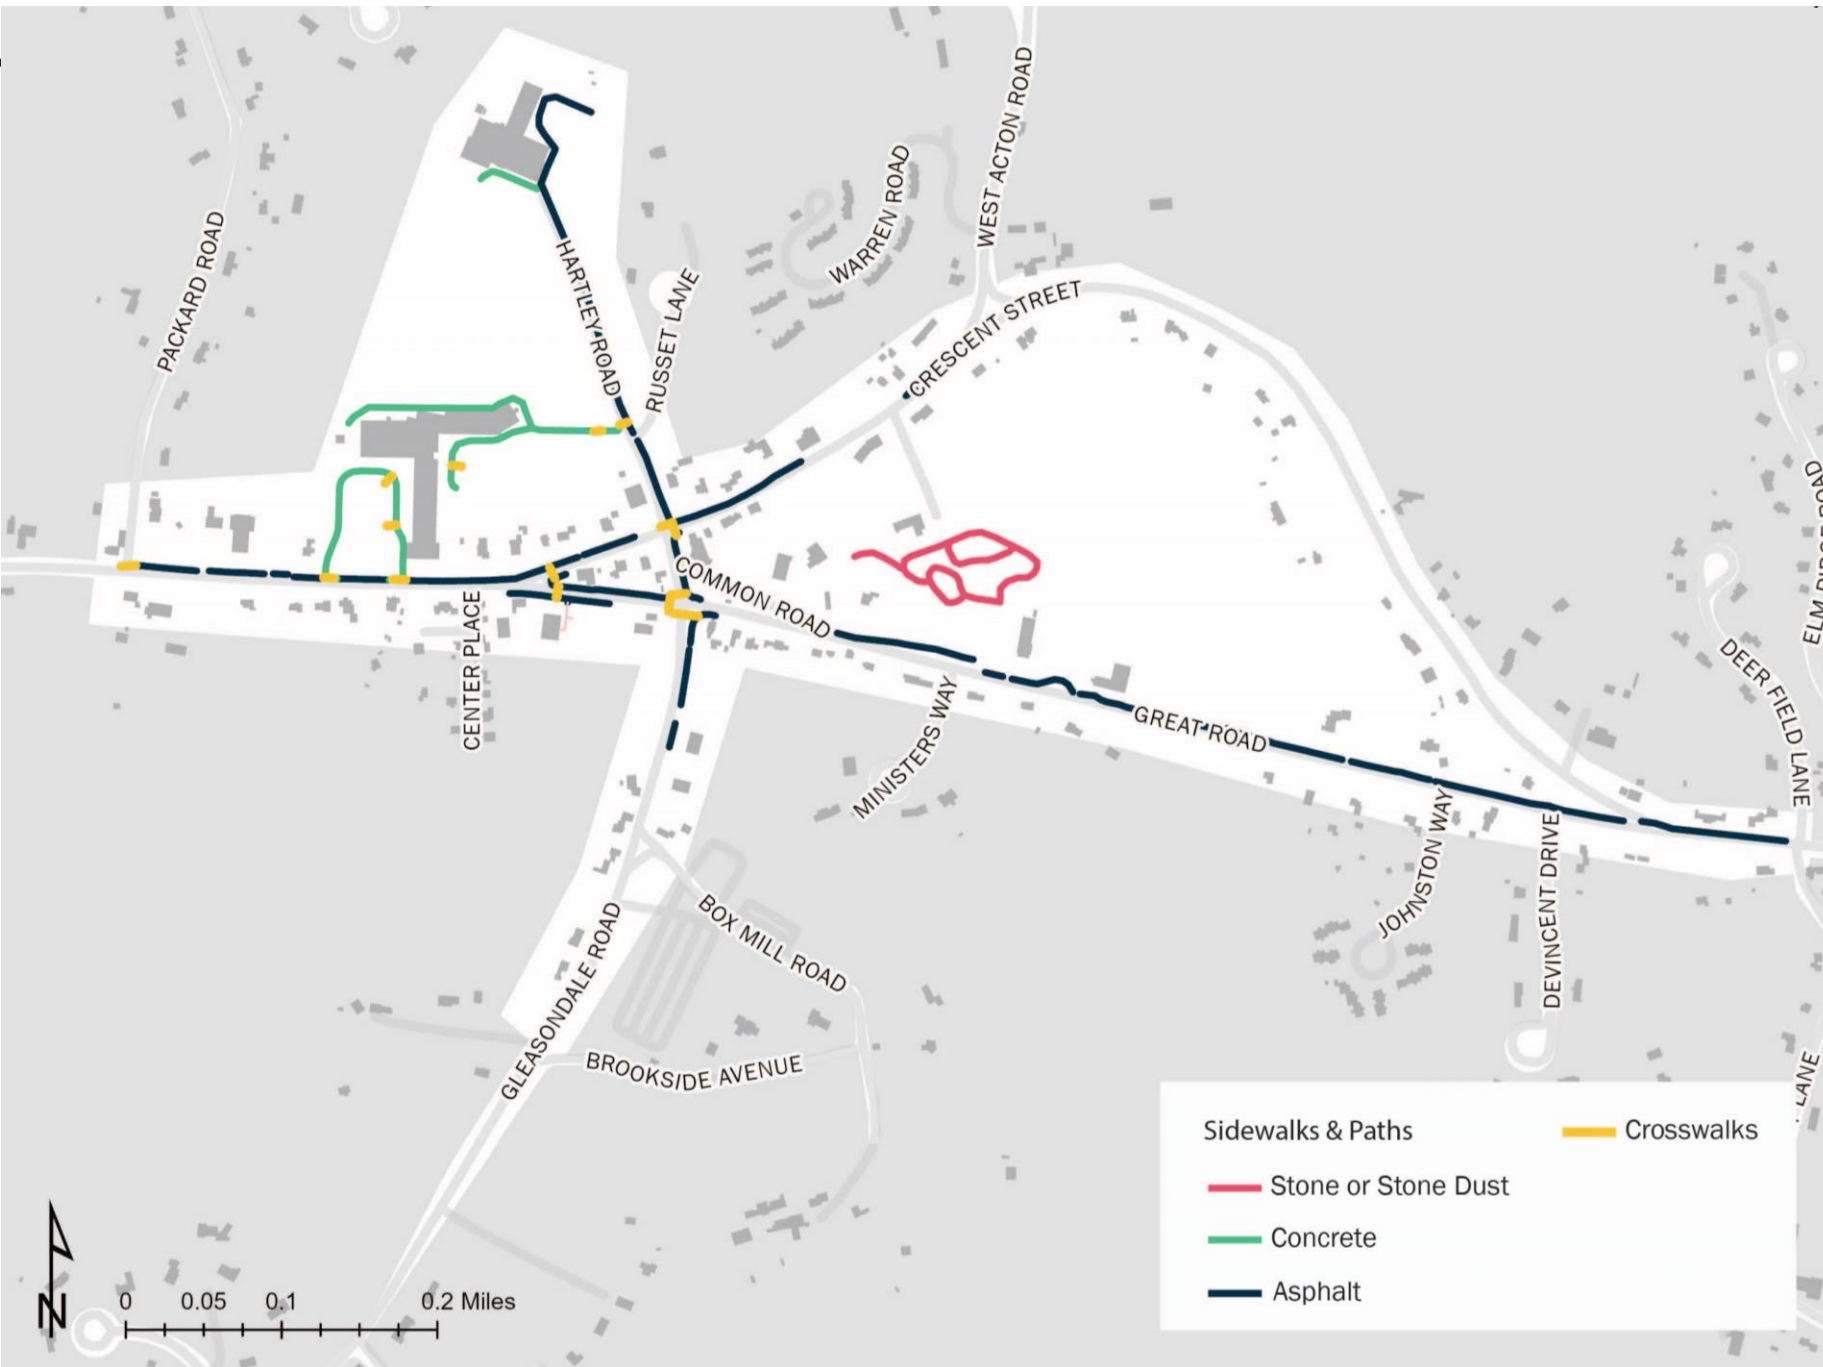 WEST ACTON ROAD
WARREN ROAD
PACKARD ROAD
HARTLEY ROAD
RUSSET LANE
CRESCENT STREET
COMMON ROAD
CENTER PLACE
MINISTERS WAY
GREAT ROAD
DEER FIELD LANE
JOHNSTON WAY
DEVINCENT DRIVE
BOX MILL ROAD
GLEASONDALE ROAD
BROOKSIDE AVENUE
LANE
Sidewalks & Paths
Crosswalks
Stone or Stone Dust
Concrete
Asphalt
N
0 0.05 0.1 0.2 Miles